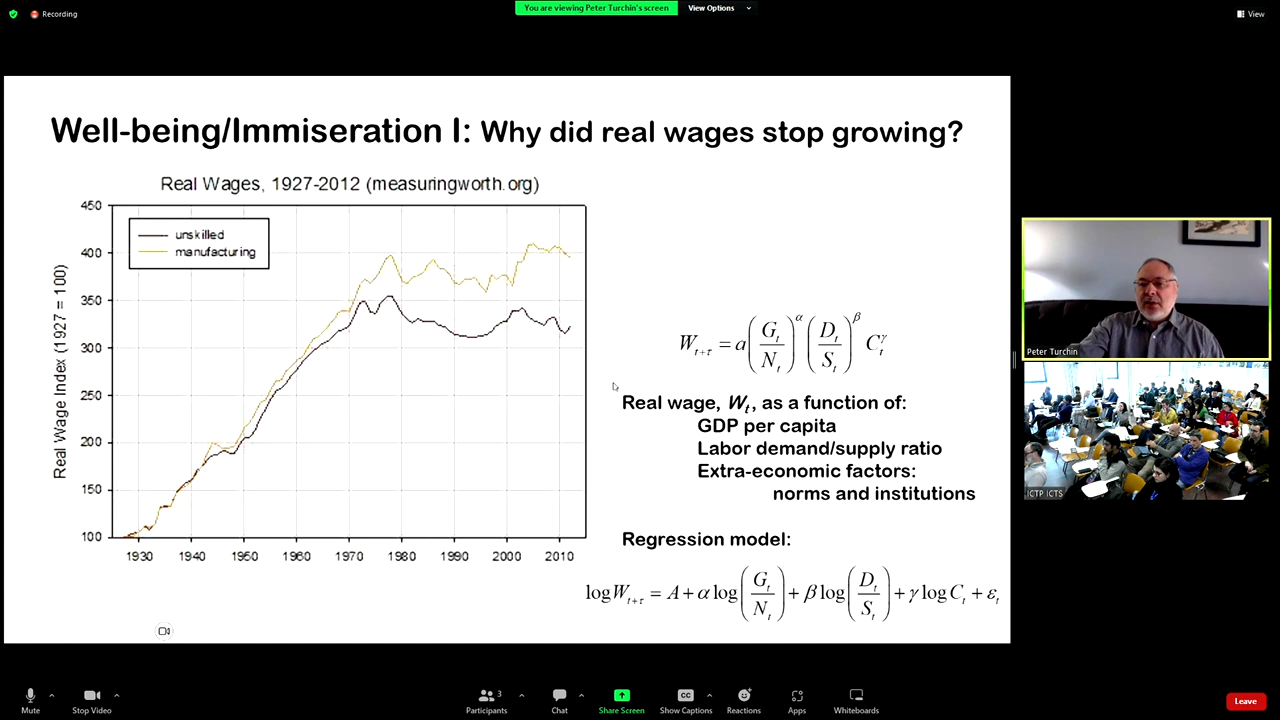 Recording
You are viewing Peter Turchin's screen
View Options
View
Well-being/Immiseration I: Why did real wages stop growing?
Real Wages, 1927-2012 (measuringworth.org)
Real Wage Index (1927 = 100)
450
400
350
300
250
200
150
100
unskilled
manufacturing
1930 1940 1950 1960 1970 1980 1990 2000 2010
W_{t+τ} = a(G_t/N_t)^α (D_t/S_t)^β C_t^γ
Real wage, W_t, as a function of:
GDP per capita
Labor demand/supply ratio
Extra-economic factors:
norms and institutions
Regression model:
log W_{t+τ} = A + α log(G_t/N_t) + β log(D_t/S_t) + γ log C_t + ε_t
Peter Turchin
ICTP ICTS
Mute
Stop Video
3
Participants
Chat
Share Screen
CC
Show Captions
Reactions
Apps
Whiteboards
Leave